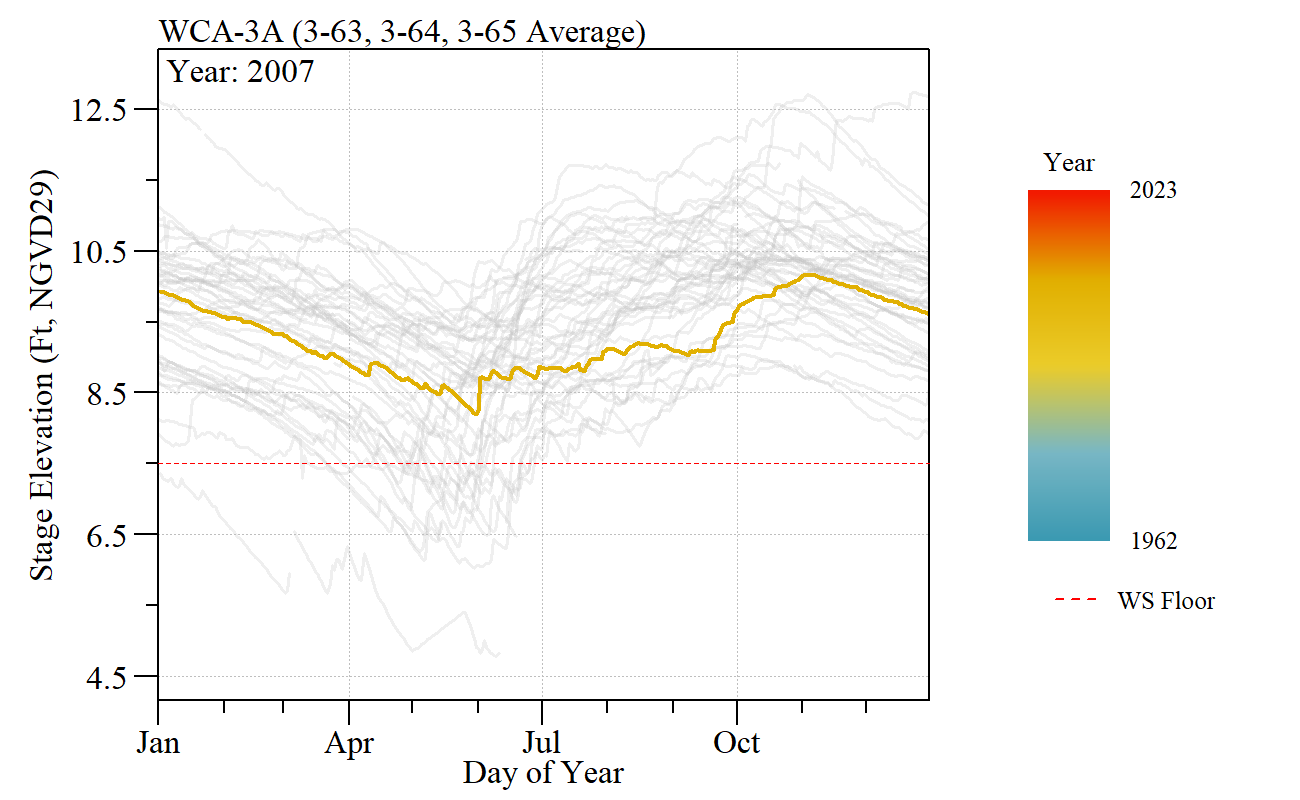 WCA-3A (3-63, 3-64, 3-65 Average)
Year: 2007
Stage Elevation (Ft, NGVD29)
12.5
10.5
8.5
6.5
4.5
Jan Apr Jul Oct
Day of Year
Year
2023
1962
WS Floor